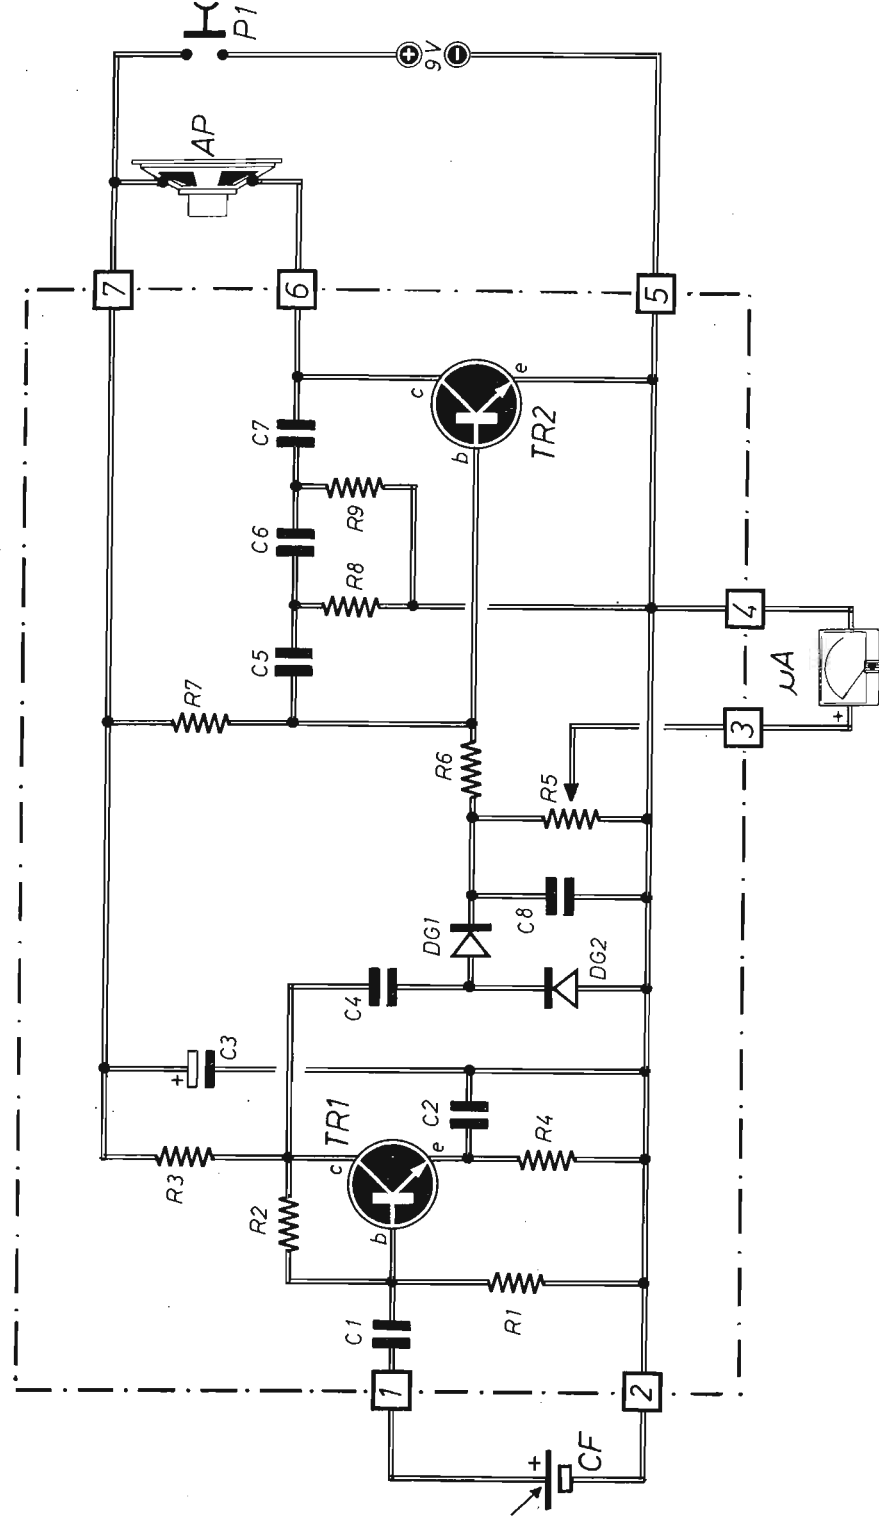 P1
+
9 V
−
AP
7
6
5
C7
c
e
TR2
b
C6
R9
R8
C5
R7
4
μA
3
+
R6
R5
DG1
C8
DG2
C4
+
C3
TR1
C2
R4
c
e
R3
R2
b
R1
C1
1
2
+
CF